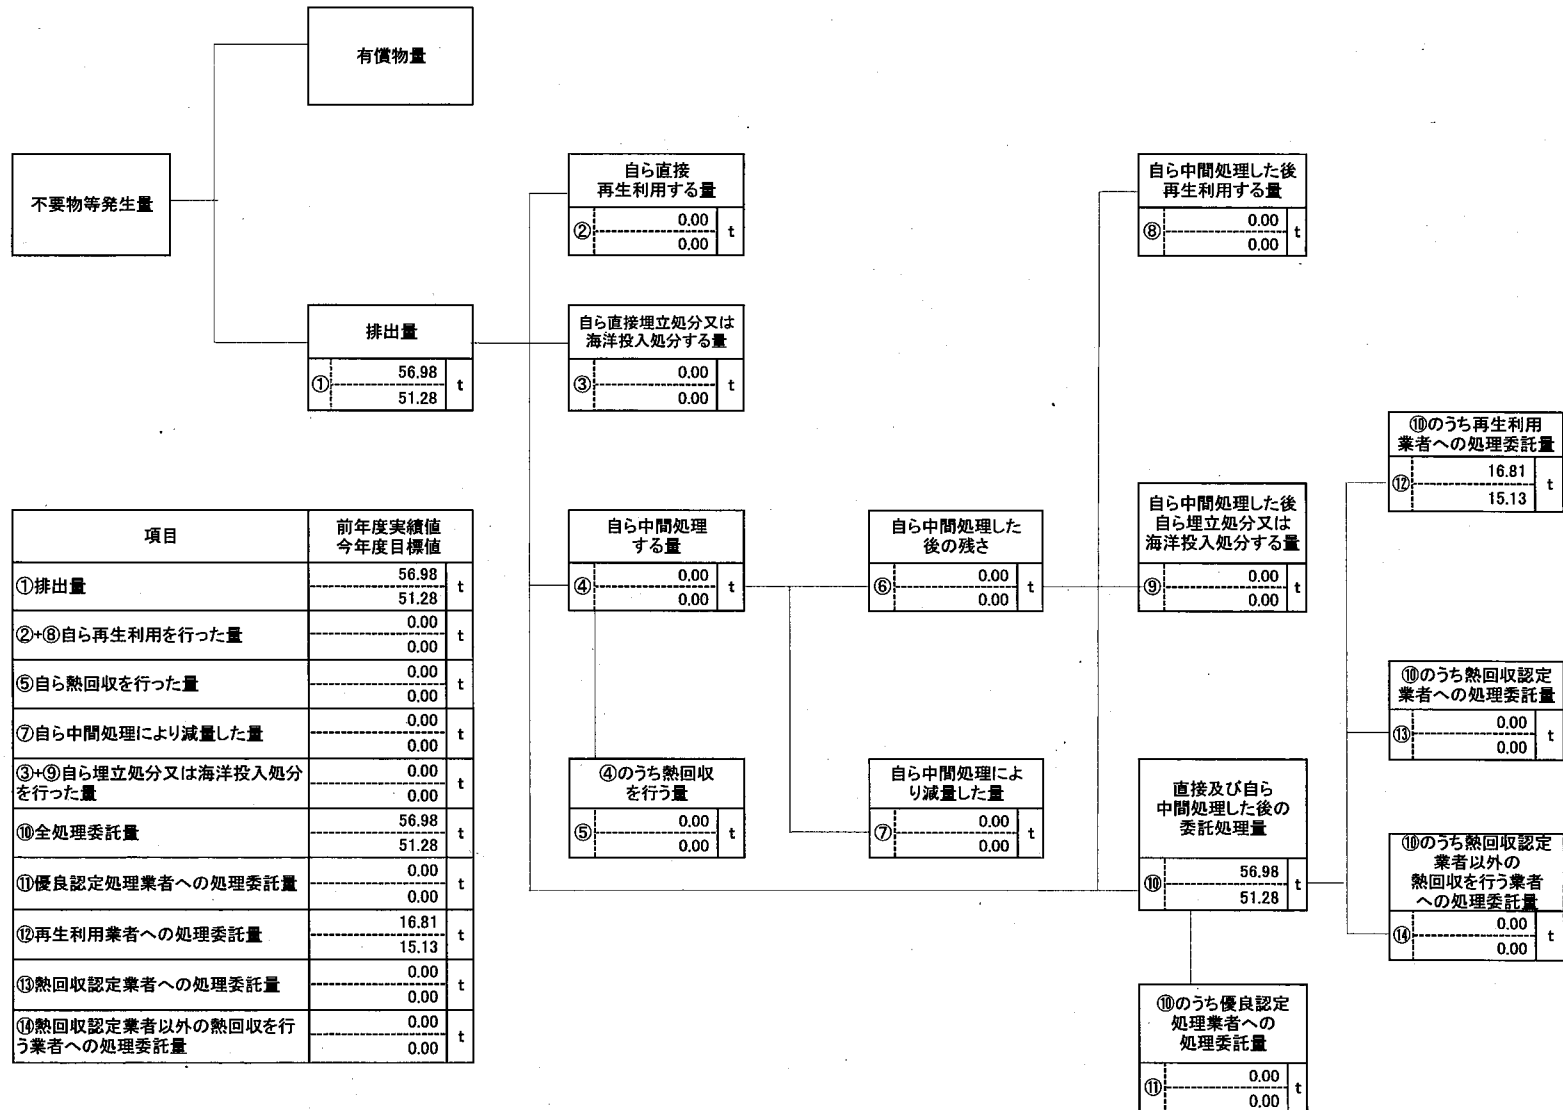 有償物量
不要物等発生量
排出量
①
56.98
51.28
t
自ら直接
再生利用する量
②
0.00
0.00
t
自ら直接埋立処分又は
海洋投入処分する量
③
0.00
0.00
t
自ら中間処理
する量
④
0.00
0.00
t
④のうち熱回収
を行う量
⑤
0.00
0.00
t
自ら中間処理した
後の残さ
⑥
0.00
0.00
t
自ら中間処理によ
り減量した量
⑦
0.00
0.00
t
自ら中間処理した後
再生利用する量
⑧
0.00
0.00
t
自ら中間処理した後
自ら埋立処分又は
海洋投入処分する量
⑨
0.00
0.00
t
直接及び自ら
中間処理した後の
委託処理量
⑩
56.98
51.28
t
⑩のうち優良認定
処理業者への
処理委託量
⑪
0.00
0.00
t
⑩のうち再生利用
業者への処理委託量
⑫
16.81
15.13
t
⑩のうち熱回収認定
業者への処理委託量
⑬
0.00
0.00
t
⑩のうち熱回収認定
業者以外の
熱回収を行う業者
への処理委託量
⑭
0.00
0.00
t
項目
前年度実績値
今年度目標値
①排出量
56.98
51.28
t
②+⑧自ら再生利用を行った量
0.00
0.00
t
⑤自ら熱回収を行った量
0.00
0.00
t
⑦自ら中間処理により減量した量
0.00
0.00
t
③+⑨自ら埋立処分又は海洋投入処分
を行った量
0.00
0.00
t
⑩全処理委託量
56.98
51.28
t
⑪優良認定処理業者への処理委託量
0.00
0.00
t
⑫再生利用業者への処理委託量
16.81
15.13
t
⑬熱回収認定業者への処理委託量
0.00
0.00
t
⑭熱回収認定業者以外の熱回収を行
う業者への処理委託量
0.00
0.00
t